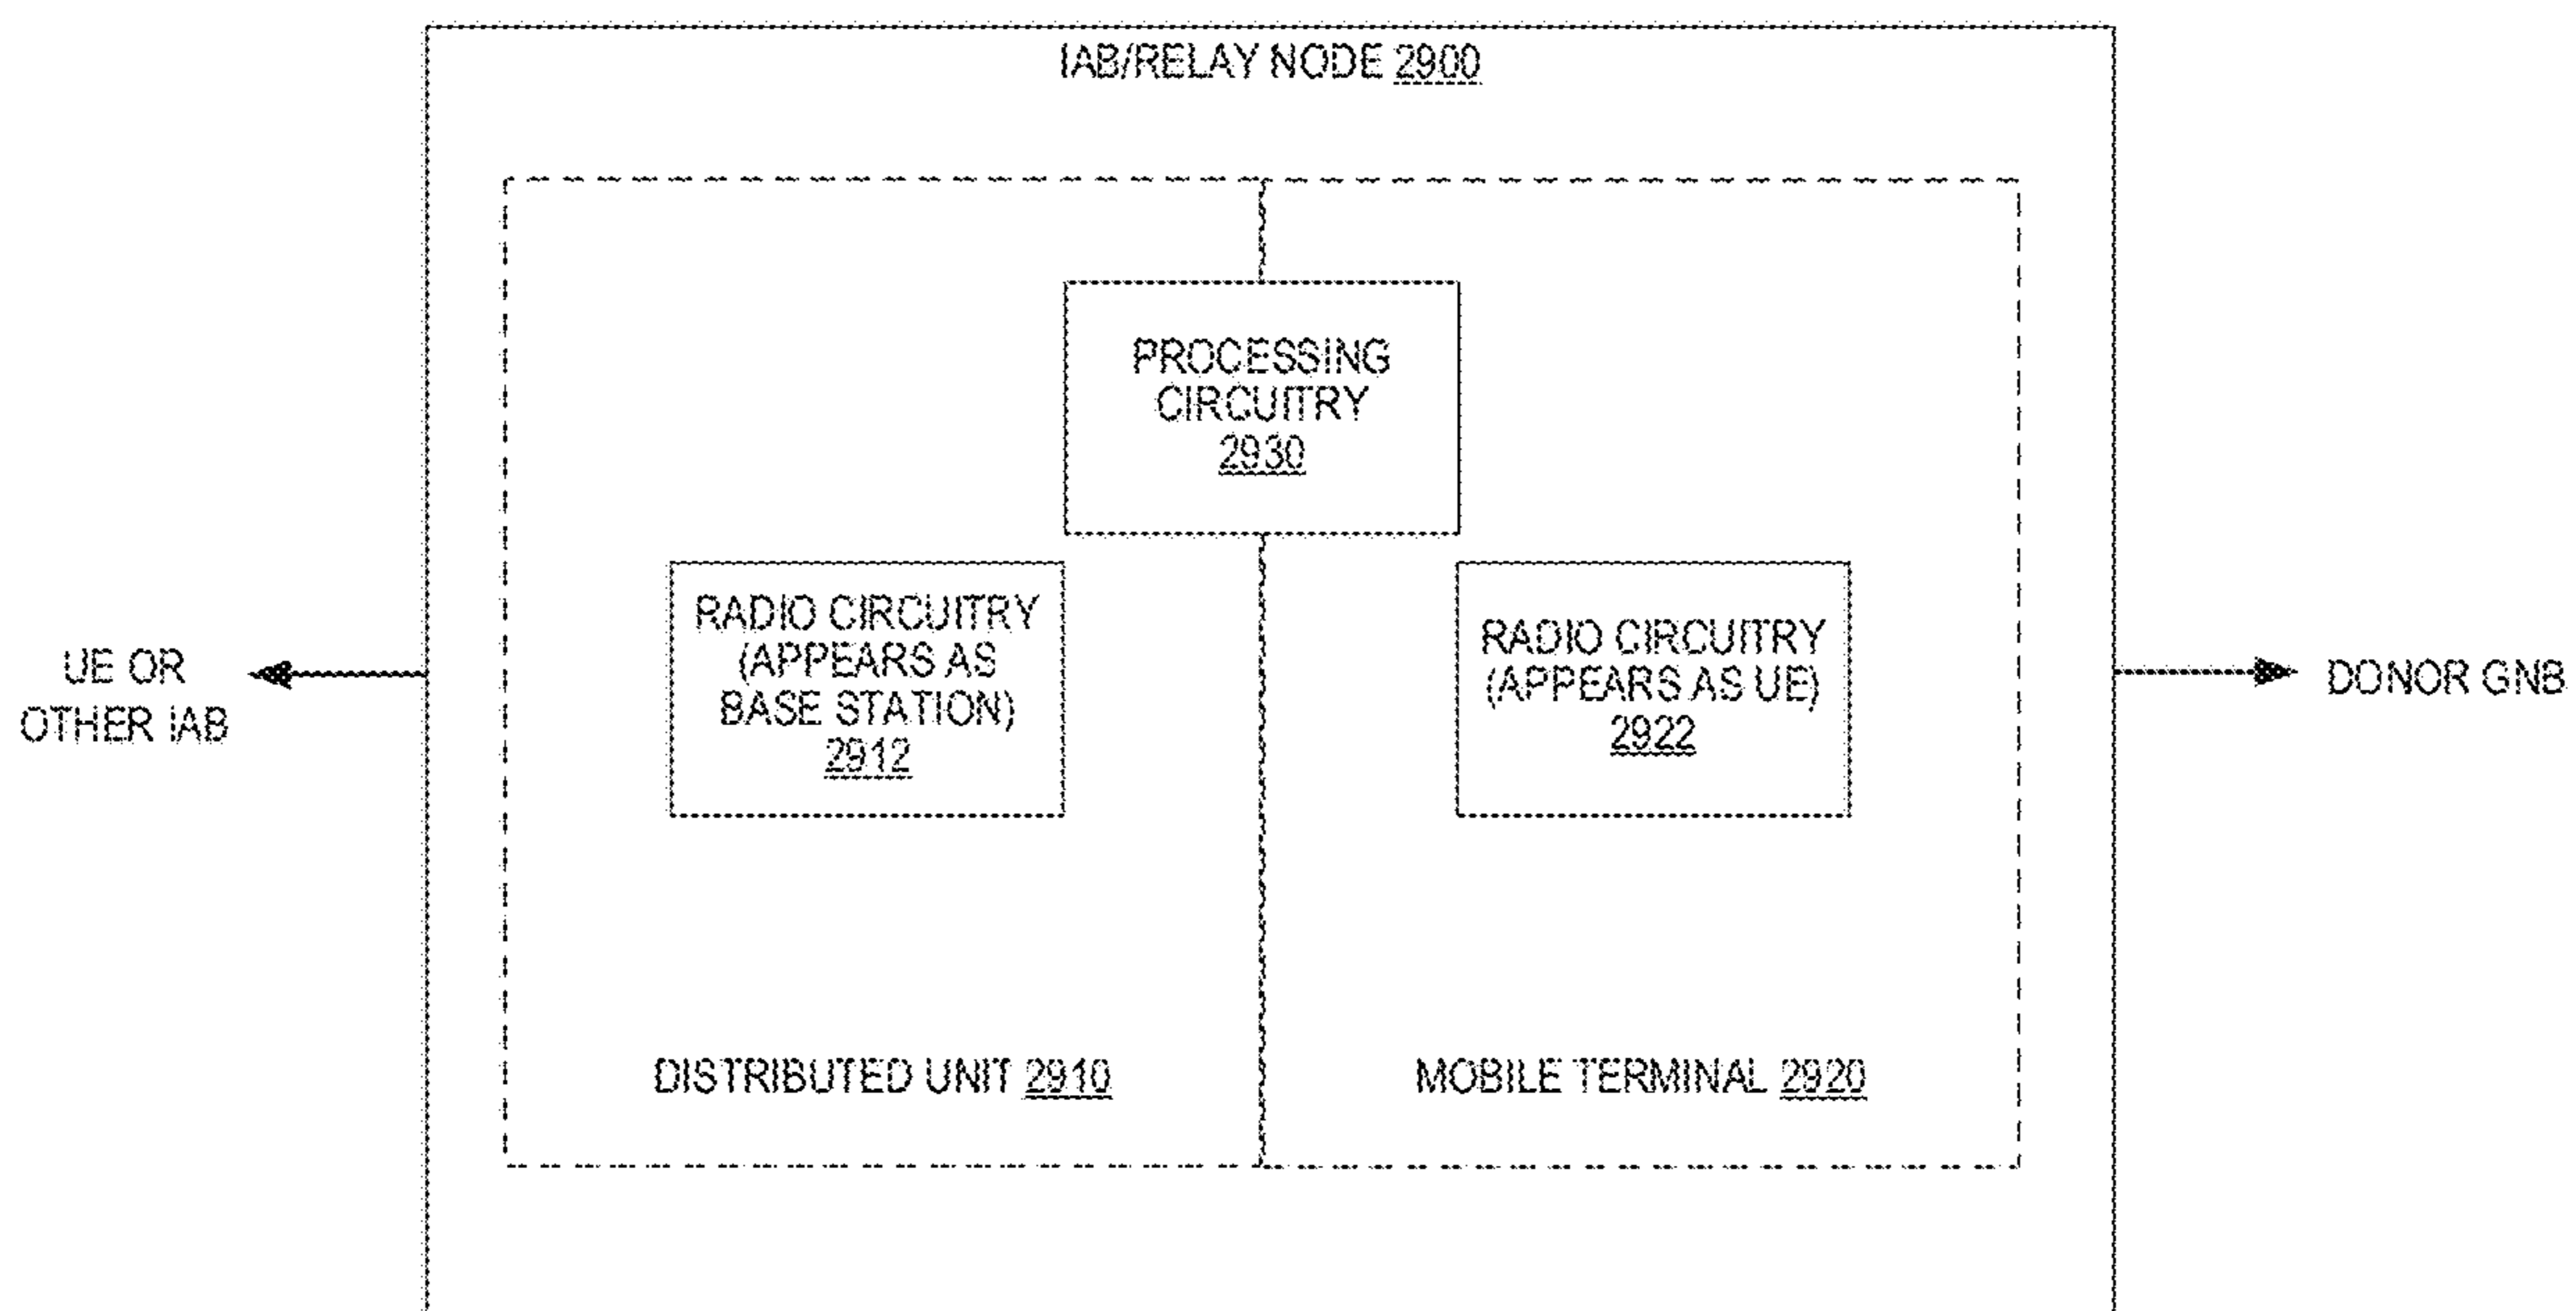 IAB/RELAY NODE 2900
PROCESSING
CIRCUITRY
2930
RADIO CIRCUITRY
(APPEARS AS
BASE STATION)
2912
RADIO CIRCUITRY
(APPEARS AS UE)
2922
UE OR
OTHER IAB
DONOR GNB
DISTRIBUTED UNIT 2910
MOBILE TERMINAL 2920